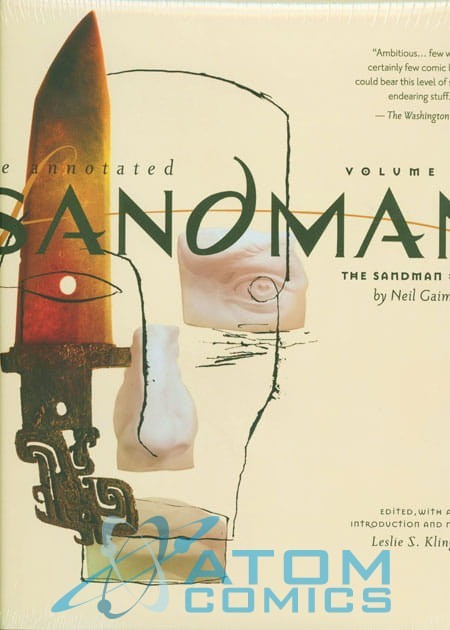 “Ambitious... few w
certainly few comic
could bear this level of
endearing stuff.
— The Washington
e annotated
VOLUME
SANDMAN
THE SANDMAN
by Neil Gaim
EDITED, WITH A
INTRODUCTION AND
Leslie S. Kling
ATOM
COMICS